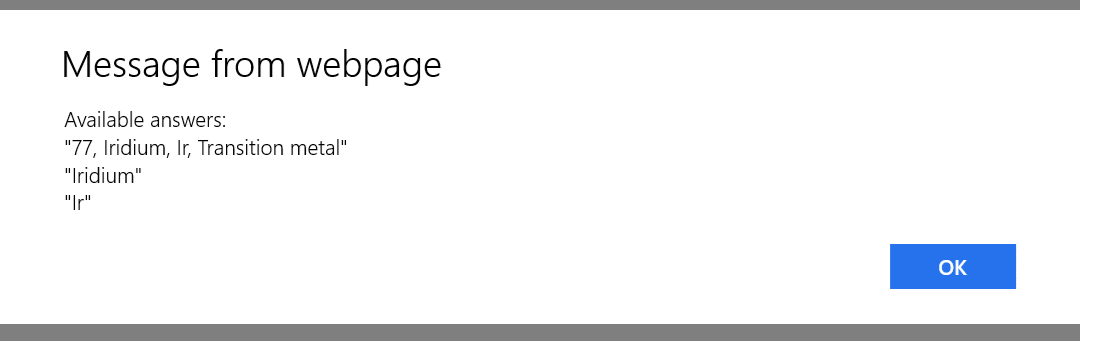 Message from webpage
Available answers:
"77, Iridium, Ir, Transition metal"
"Iridium"
"Ir"
OK